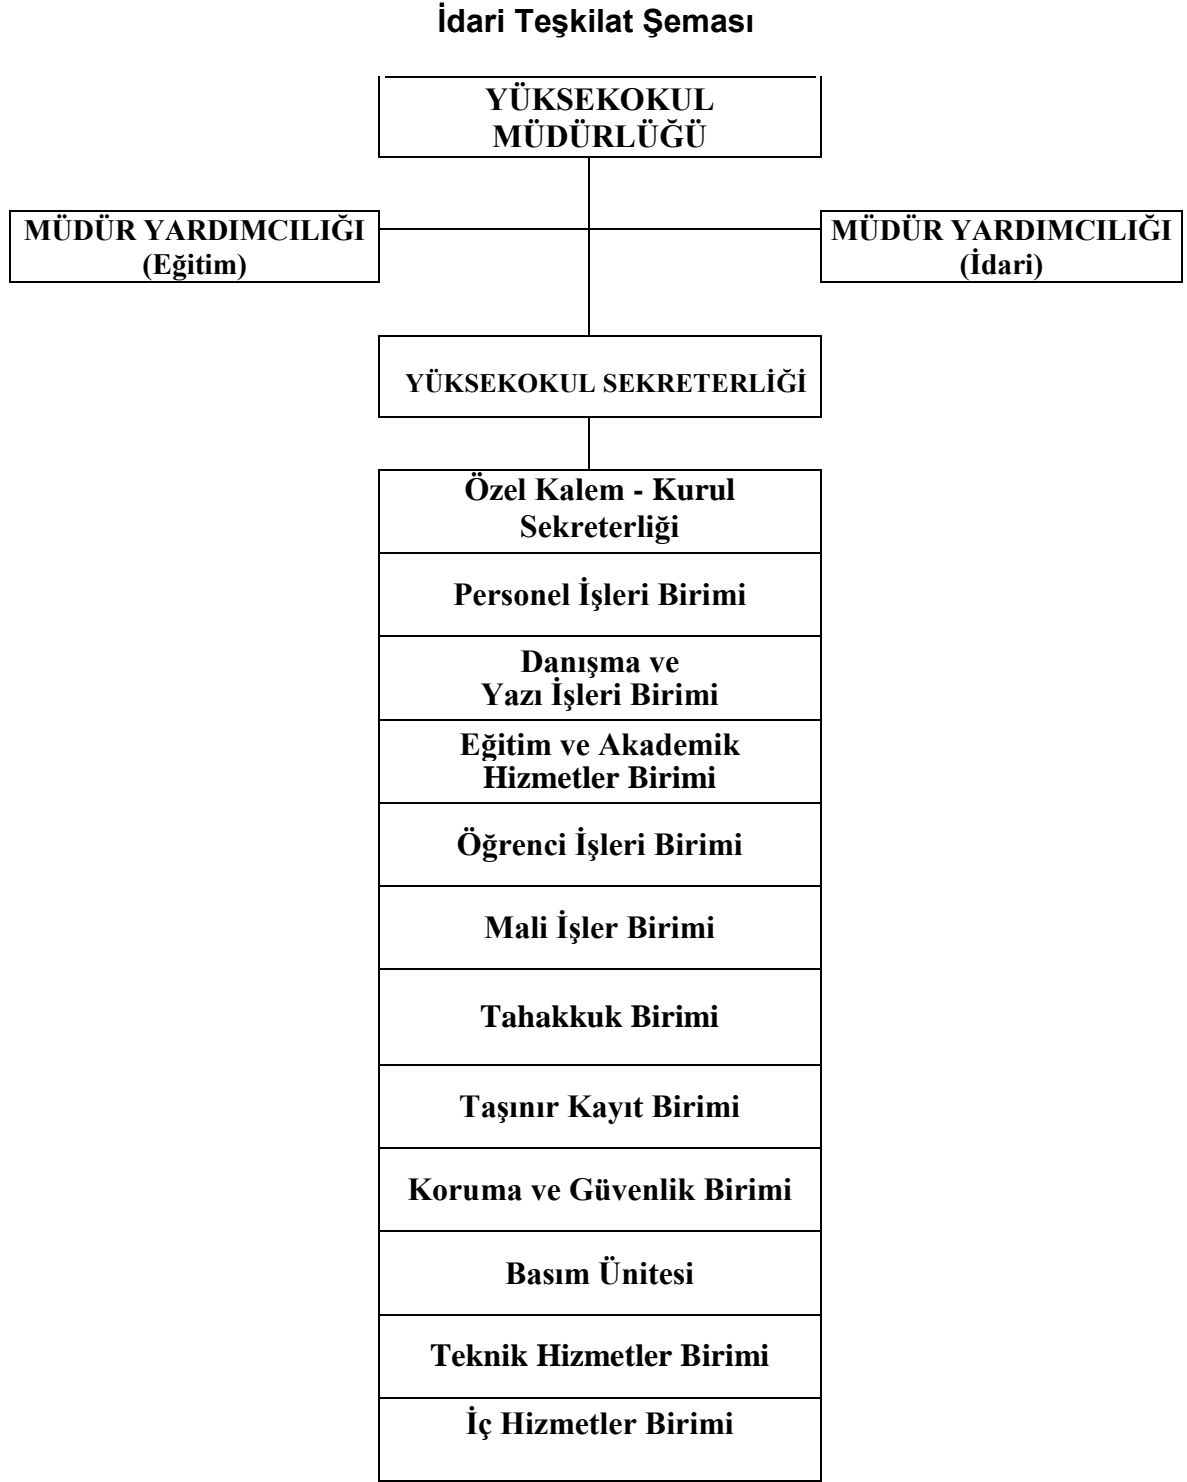 İdari Teşkilat Şeması
YÜKSEKOKUL
MÜDÜRLÜĞÜ
MÜDÜR YARDIMCILIĞI
(Eğitim)
MÜDÜR YARDIMCILIĞI
(İdari)
YÜKSEKOKUL SEKRETERLİĞİ
Özel Kalem - Kurul
Sekreterliği
Personel İşleri Birimi
Danışma ve
Yazı İşleri Birimi
Eğitim ve Akademik
Hizmetler Birimi
Öğrenci İşleri Birimi
Mali İşler Birimi
Tahakkuk Birimi
Taşınır Kayıt Birimi
Koruma ve Güvenlik Birimi
Basım Ünitesi
Teknik Hizmetler Birimi
İç Hizmetler Birimi